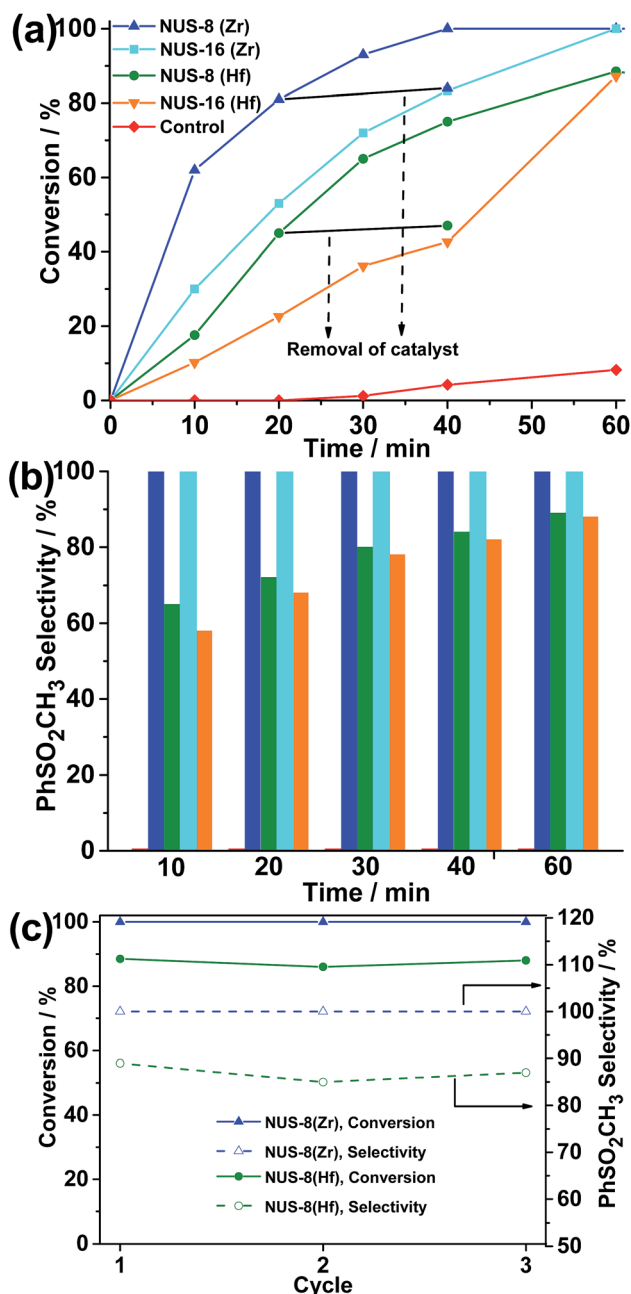 (a)
NUS-8 (Zr)
NUS-16 (Zr)
NUS-8 (Hf)
NUS-16 (Hf)
Control
Conversion / %
100
80
60
40
20
0
Removal of catalyst
0 10 20 30 40 50 60
Time / min
(b)
PhSO2CH3 Selectivity / %
100
80
60
40
20
0
10 20 30 40 60
Time / min
(c)
Conversion / %
100
80
60
40
20
0
NUS-8(Zr), Conversion
NUS-8(Zr), Selectivity
NUS-8(Hf), Conversion
NUS-8(Hf), Selectivity
120
110
100
90
80
85
70
60
50
PhSO2CH3 Selectivity / %
1 2 3
Cycle